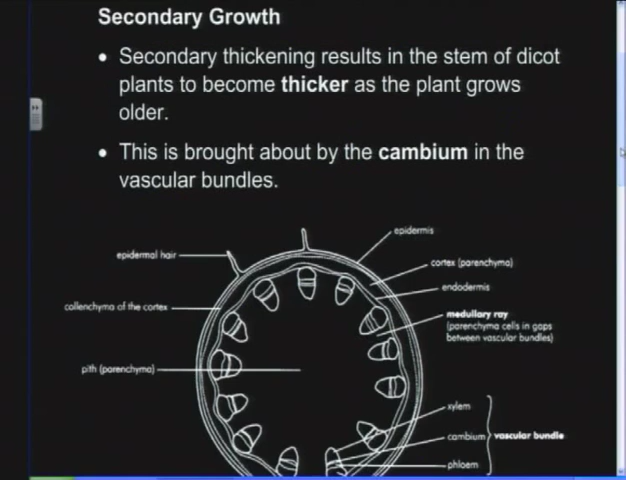 Secondary Growth
• Secondary thickening results in the stem of dicot
plants to become thicker as the plant grows
older.
• This is brought about by the cambium in the
vascular bundles.
epidermis
epidermal hair
cortex (parenchyma)
endodermis
collenchyma of the cortex
medullary ray
(parenchyma cells in gaps
between vascular bundles)
pith (parenchyma)
xylem
cambium
vascular bundle
phloem